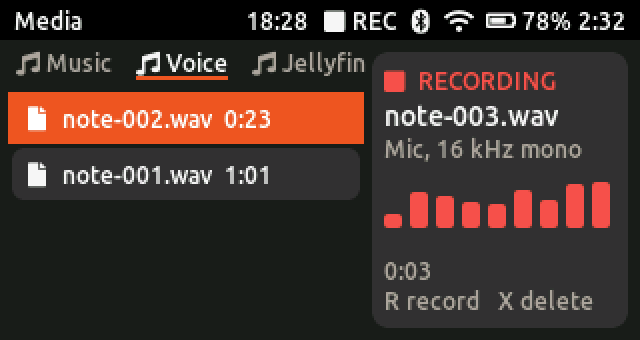 Media 18:28 REC 78% 2:32
Music Voice Jellyfin
note-002.wav 0:23
note-001.wav 1:01
RECORDING
note-003.wav
Mic, 16 kHz mono
0:03
R record X delete